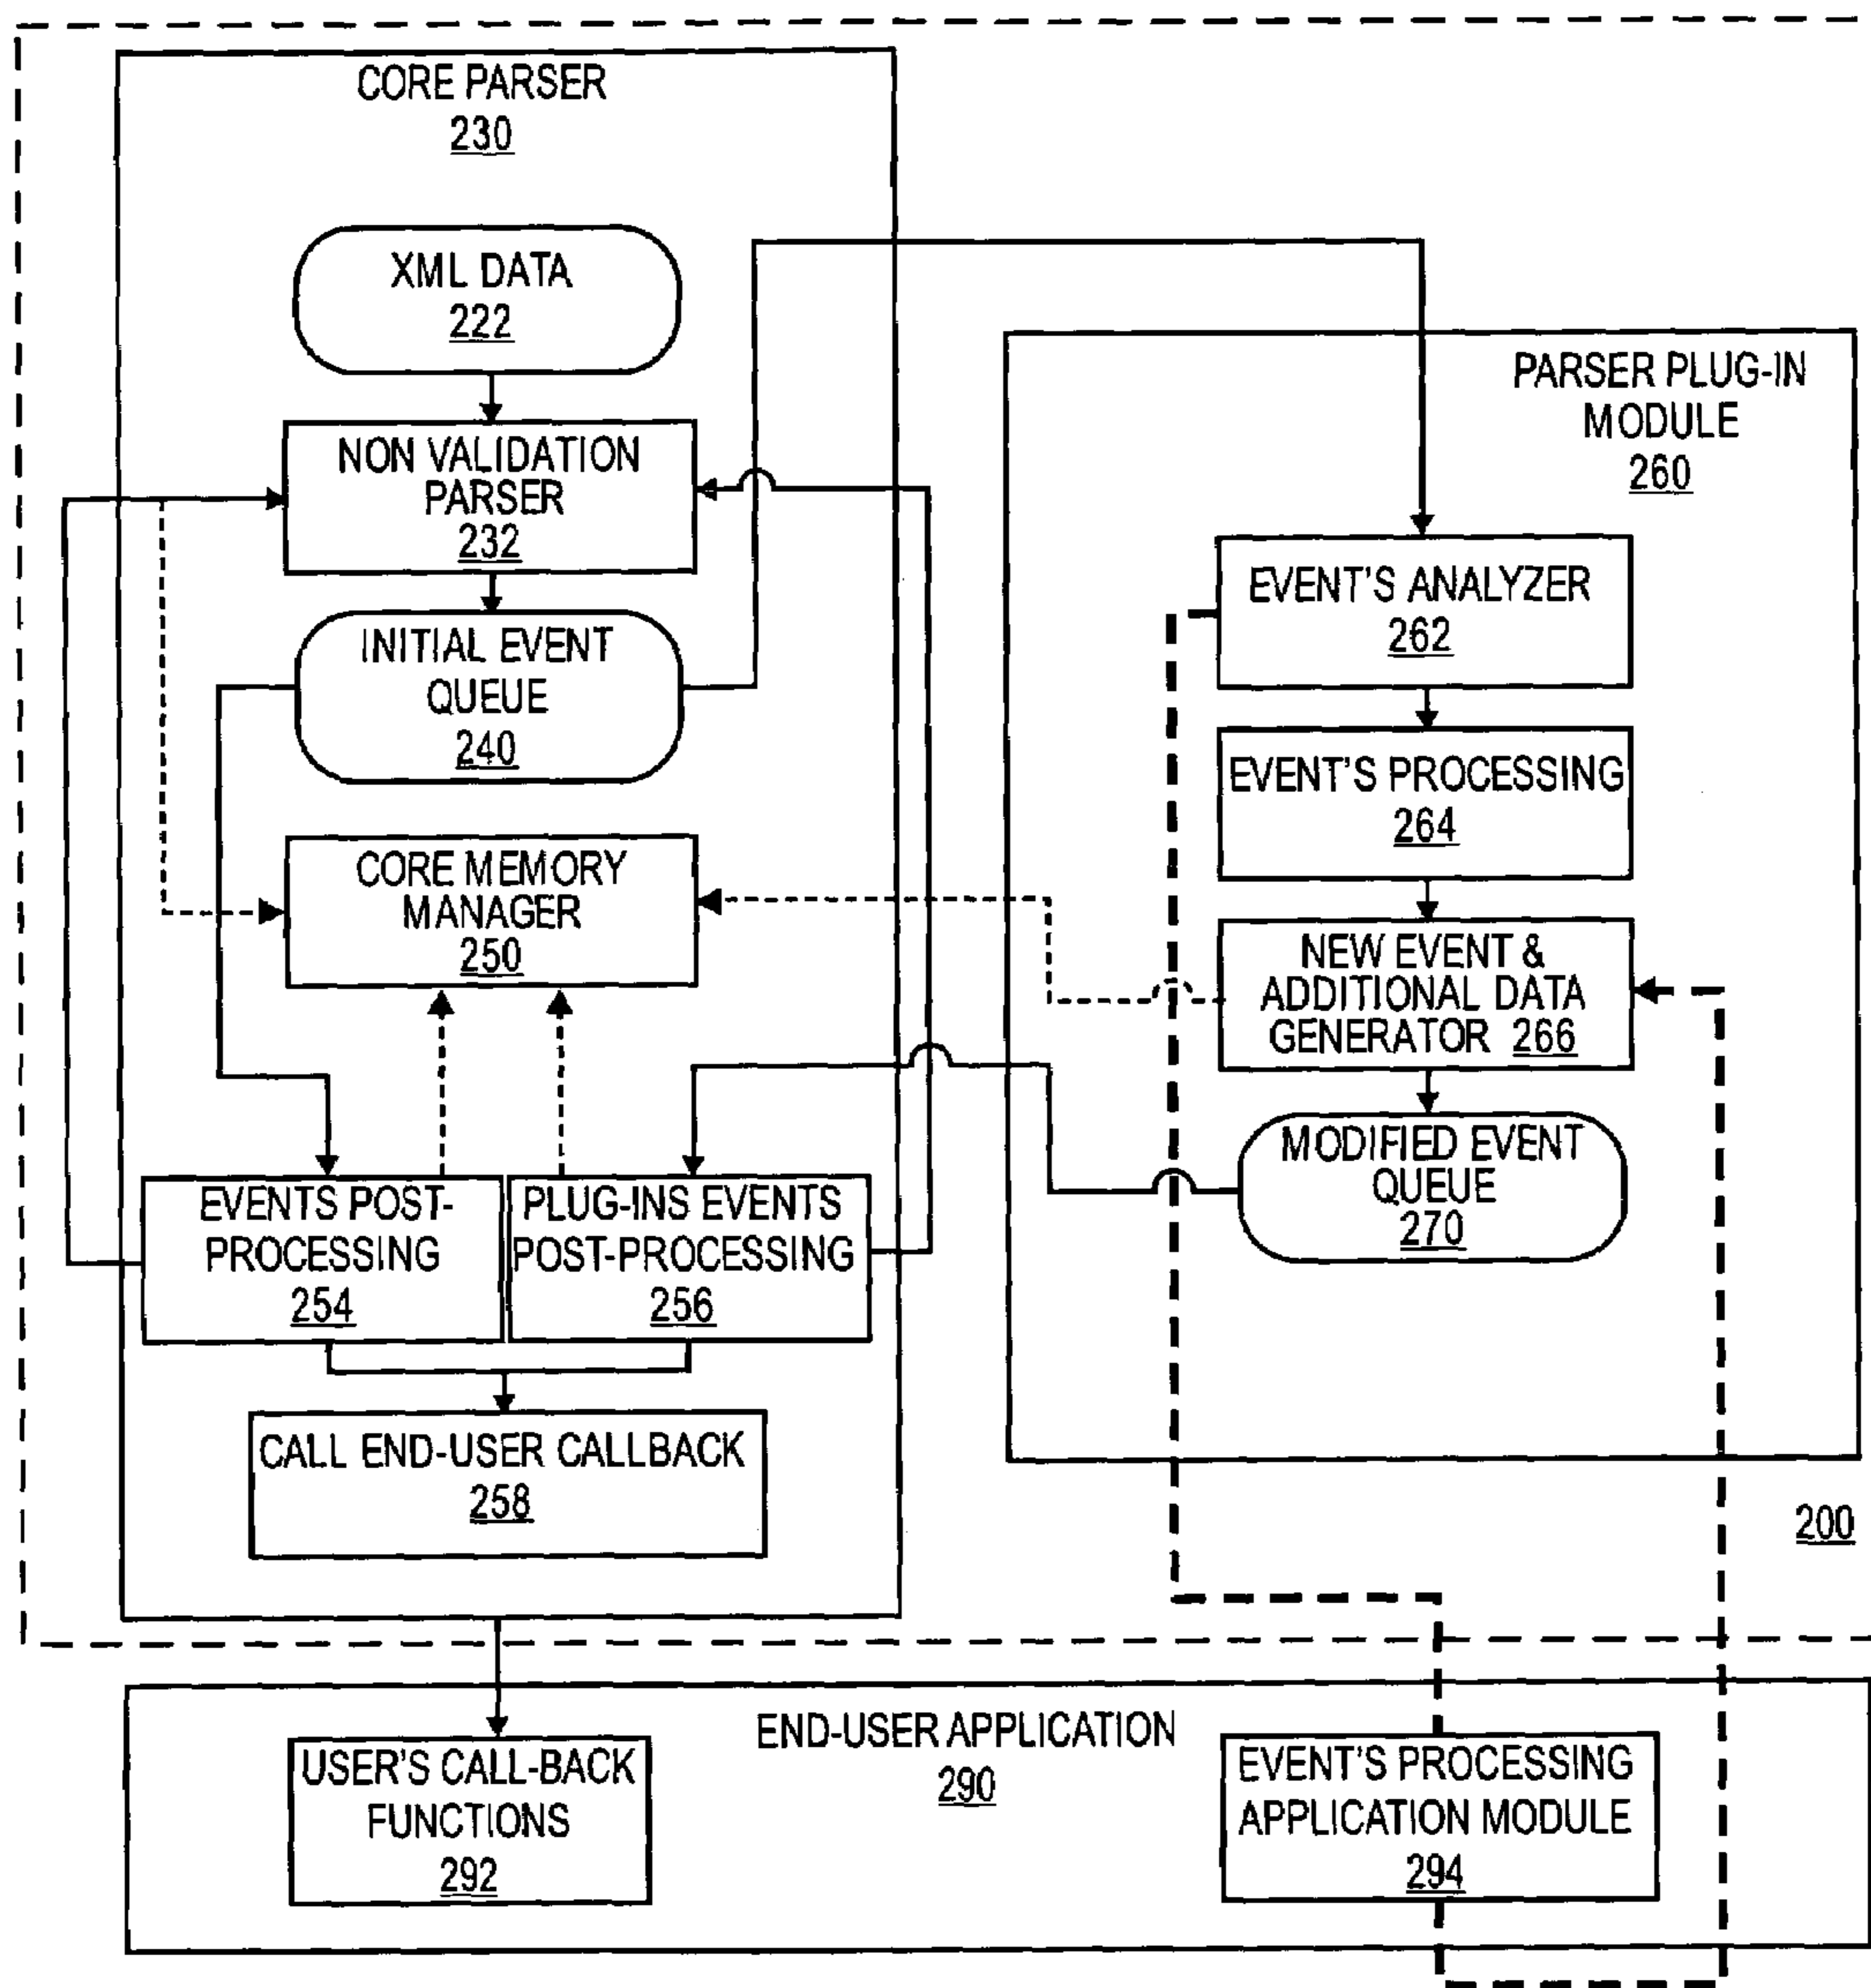 CORE PARSER
230
XML DATA
222
NON VALIDATION
PARSER
232
INITIAL EVENT
QUEUE
240
CORE MEMORY
MANAGER
250
EVENTS POST-
PROCESSING
254
PLUG-INS EVENTS
POST-PROCESSING
256
CALL END-USER CALLBACK
258
PARSER PLUG-IN
MODULE
260
EVENT'S ANALYZER
262
EVENT'S PROCESSING
264
NEW EVENT &
ADDITIONAL DATA
GENERATOR 266
MODIFIED EVENT
QUEUE
270
200
END-USER APPLICATION
290
USER'S CALL-BACK
FUNCTIONS
292
EVENT'S PROCESSING
APPLICATION MODULE
294